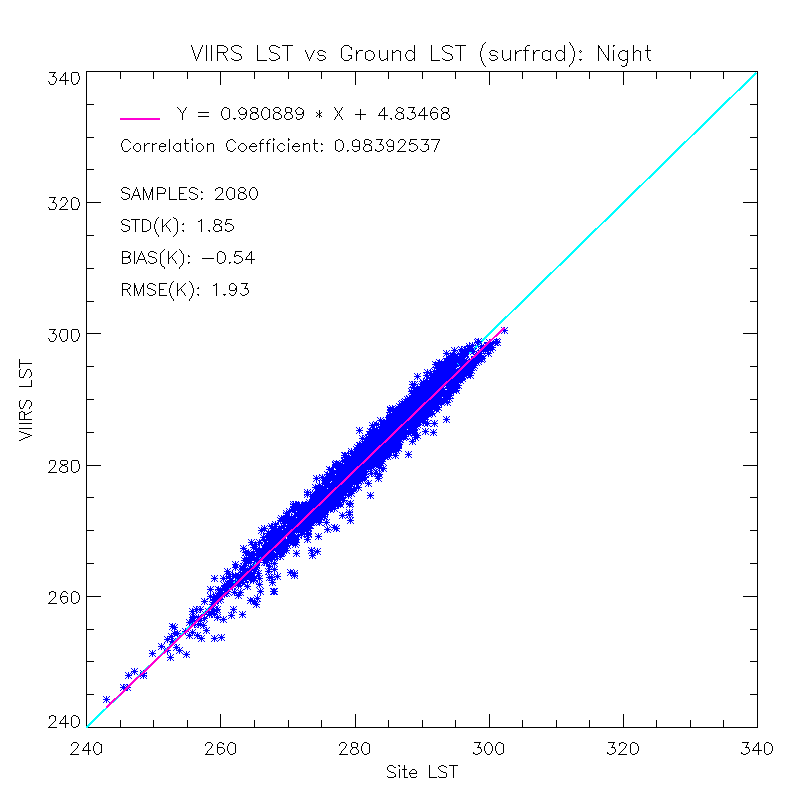 VIIRS LST vs Ground LST (surfrad): Night
Y = 0.980889 * X + 4.83468
Correlation Coefficient: 0.98392537
SAMPLES: 2080
STD(K): 1.85
BIAS(K): −0.54
RMSE(K): 1.93
340
320
300
280
260
240
VIIRS LST
240 260 280 300 320 340
Site LST